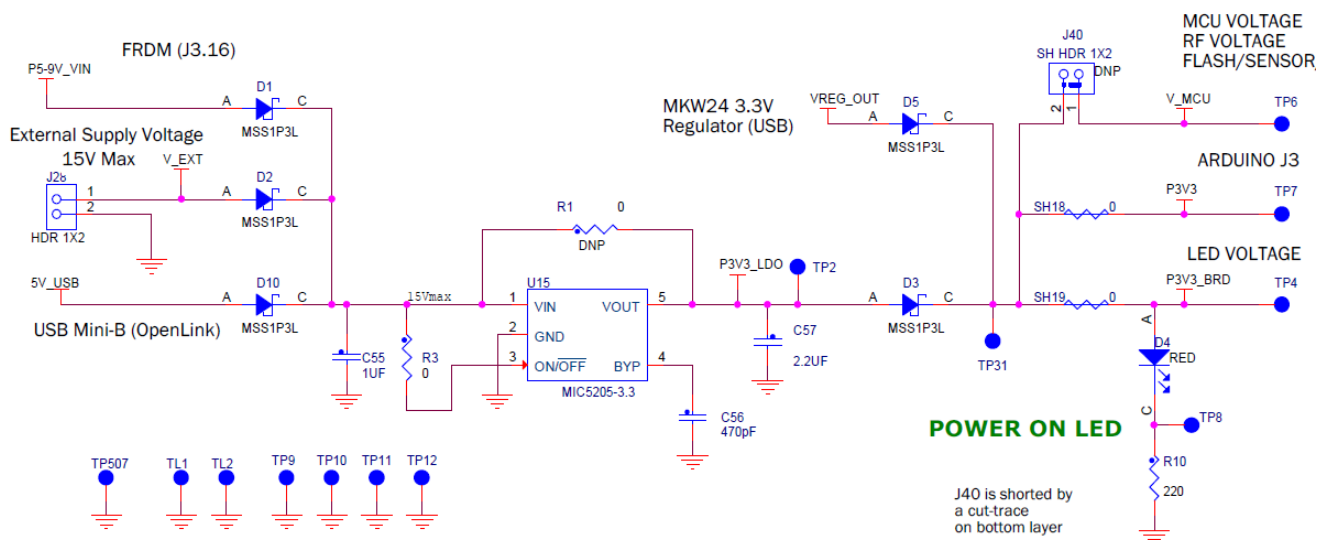 FRDM (J3.16)
P5-9V_VIN
A
D1
C
MSS1P3L
External Supply Voltage
15V Max
V_EXT
J28
1
2
HDR 1X2
A
D2
C
MSS1P3L
5V_USB
A
D10
C
MSS1P3L
USB Mini-B (OpenLink)
C55
1UF
R3
0
15Vmax
R1
0
DNP
U15
1
VIN
VOUT
5
2
GND
3
ON/OFF
BYP
4
MIC5205-3.3
C56
470pF
P3V3_LDO
TP2
C57
2.2UF
MKW24 3.3V
Regulator (USB)
VREG_OUT
A
D5
C
MSS1P3L
A
D3
C
MSS1P3L
TP31
J40
SH HDR 1X2
DNP
2
1
MCU VOLTAGE
RF VOLTAGE
FLASH/SENSOR
V_MCU
TP6
ARDUINO J3
SH18
0
P3V3
TP7
LED VOLTAGE
SH19
0
P3V3_BRD
TP4
A
D4
RED
C
TP8
POWER ON LED
R10
220
J40 is shorted by
a cut-trace
on bottom layer
TP507
TL1
TL2
TP9
TP10
TP11
TP12